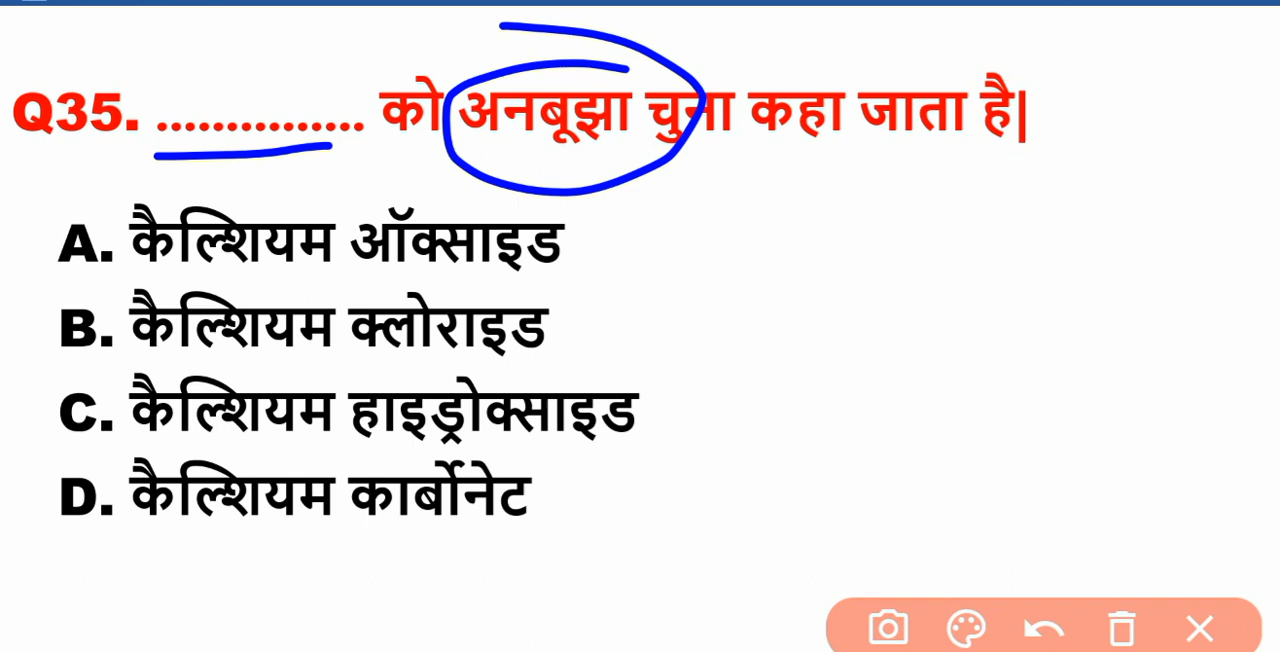 Q35. ............... को अनबूझा चुना कहा जाता है|
A. कैल्शियम ऑक्साइड
B. कैल्शियम क्लोराइड
C. कैल्शियम हाइड्रोक्साइड
D. कैल्शियम कार्बोनेट